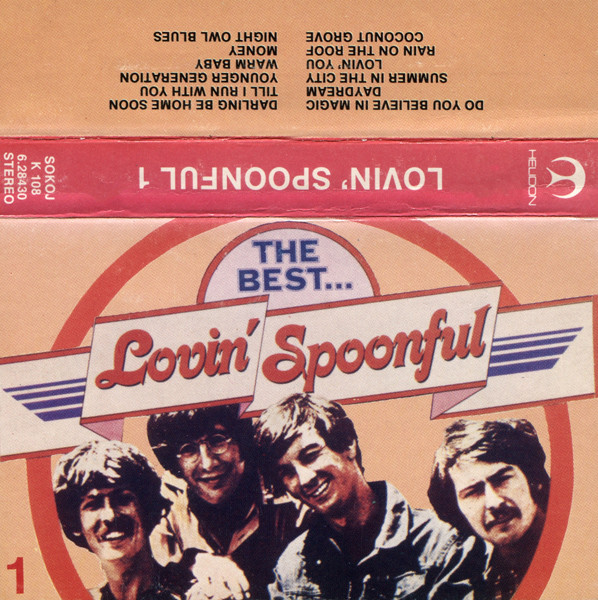 DO YOU BELIEVE IN MAGIC
DAYDREAM
SUMMER IN THE CITY
LOVIN' YOU
RAIN ON THE ROOF
COCONUT GROVE
DARLING BE HOME SOON
TILL I RUN WITH YOU
YOUNGER GENERATION
WARM BABY
MONEY
NIGHT OWL BLUES
HELIDON
LOVIN' SPOONFUL 1
SOKOJ
K 108
6.28430
STEREO
THE
BEST...
Lovin' Spoonful
1